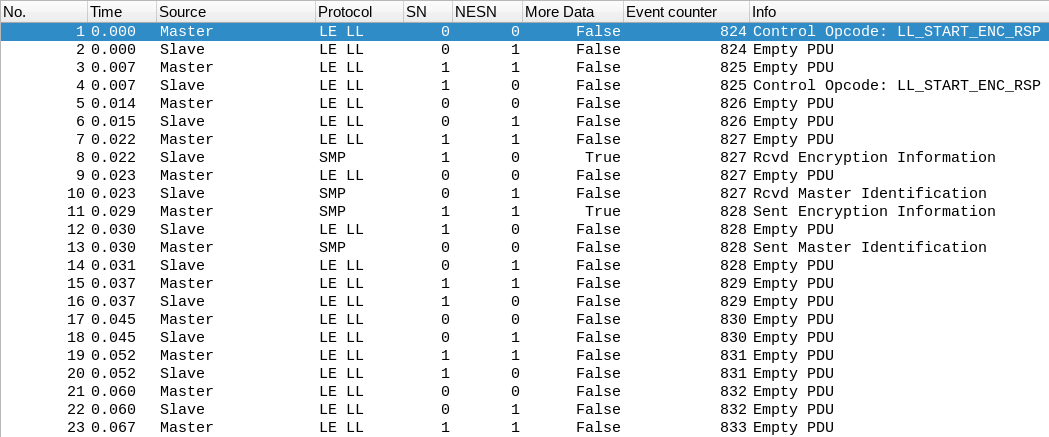 No. Time Source Protocol SN NESN More Data Event counter Info
1 0.000 Master LE LL 0 0 False 824 Control Opcode: LL_START_ENC_RSP
2 0.000 Slave LE LL 0 1 False 824 Empty PDU
3 0.007 Master LE LL 1 1 False 825 Empty PDU
4 0.007 Slave LE LL 1 0 False 825 Control Opcode: LL_START_ENC_RSP
5 0.014 Master LE LL 0 0 False 826 Empty PDU
6 0.015 Slave LE LL 0 1 False 826 Empty PDU
7 0.022 Master LE LL 1 1 False 827 Empty PDU
8 0.022 Slave SMP 1 0 True 827 Rcvd Encryption Information
9 0.023 Master LE LL 0 0 False 827 Empty PDU
10 0.023 Slave SMP 0 1 False 827 Rcvd Master Identification
11 0.029 Master SMP 1 1 True 828 Sent Encryption Information
12 0.030 Slave LE LL 1 0 False 828 Empty PDU
13 0.030 Master SMP 0 0 False 828 Sent Master Identification
14 0.031 Slave LE LL 0 1 False 828 Empty PDU
15 0.037 Master LE LL 1 1 False 829 Empty PDU
16 0.037 Slave LE LL 1 0 False 829 Empty PDU
17 0.045 Master LE LL 0 0 False 830 Empty PDU
18 0.045 Slave LE LL 0 1 False 830 Empty PDU
19 0.052 Master LE LL 1 1 False 831 Empty PDU
20 0.052 Slave LE LL 1 0 False 831 Empty PDU
21 0.060 Master LE LL 0 0 False 832 Empty PDU
22 0.060 Slave LE LL 0 1 False 832 Empty PDU
23 0.067 Master LE LL 1 1 False 833 Empty PDU